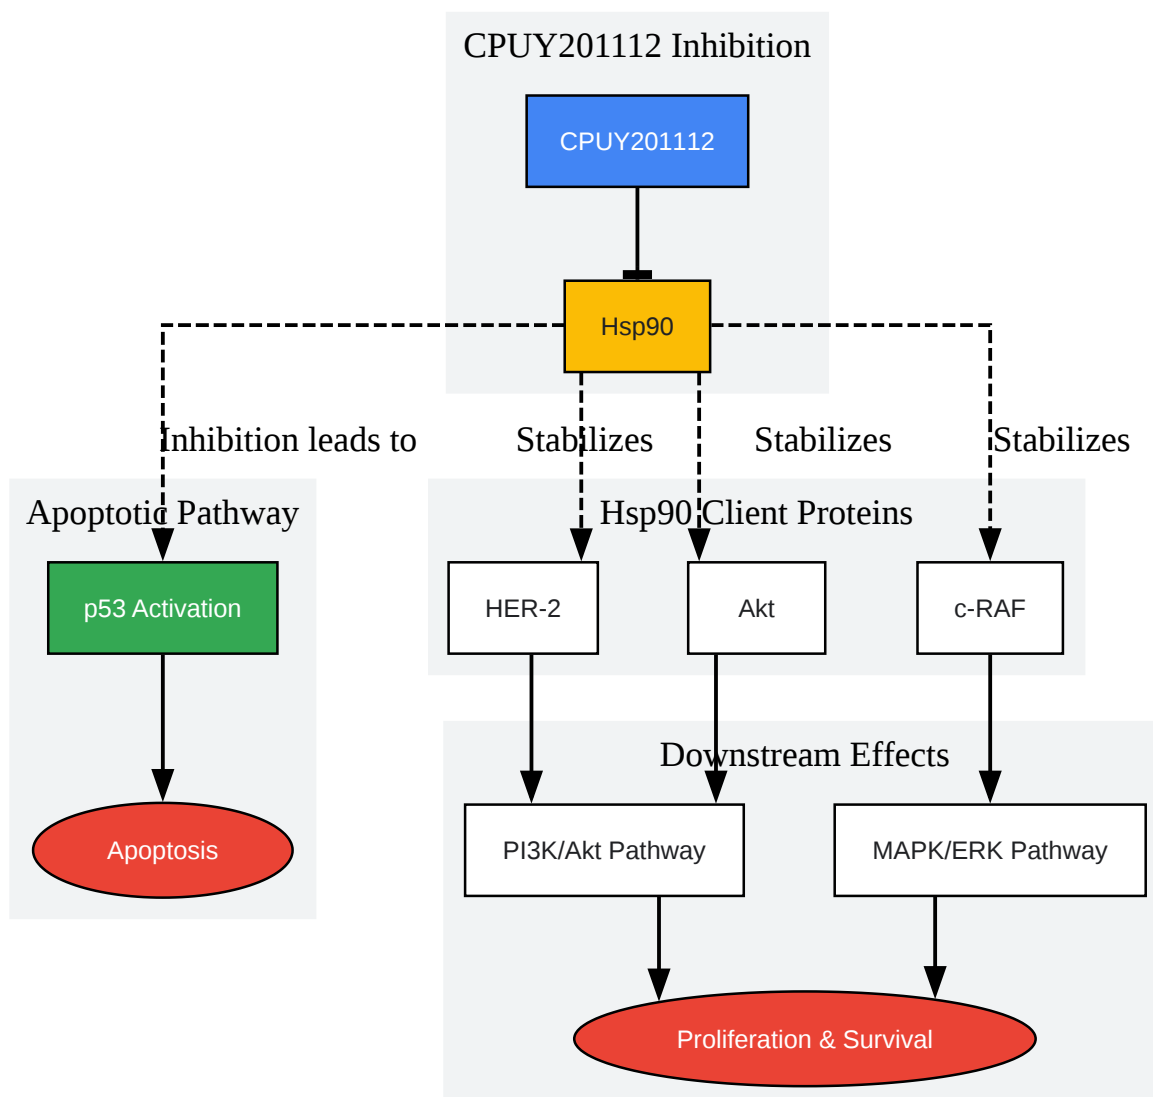 CPUY201112 Inhibition
CPUY201112
Hsp90
Inhibition leads to
Stabilizes
Stabilizes
Stabilizes
Apoptotic Pathway
Hsp90 Client Proteins
p53 Activation
HER-2
Akt
c-RAF
Downstream Effects
Apoptosis
PI3K/Akt Pathway
MAPK/ERK Pathway
Proliferation & Survival